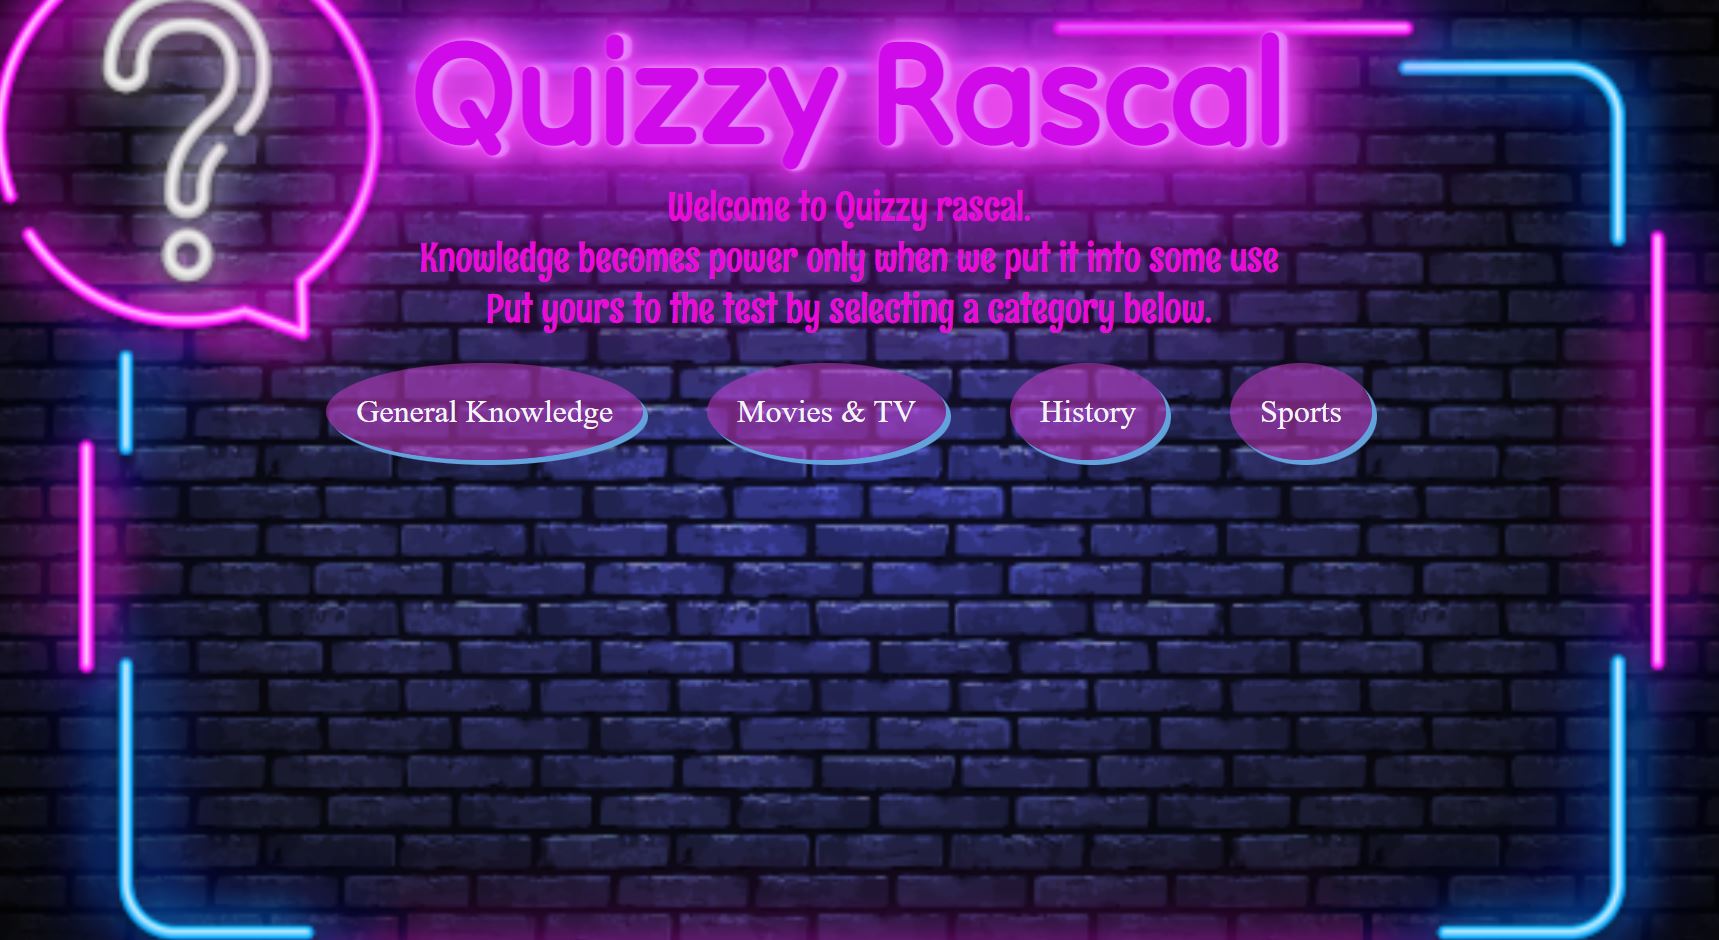 Quizzy Rascal
Welcome to Quizzy rascal.
Knowledge becomes power only when we put it into some use
Put yours to the test by selecting a category below.
General Knowledge
Movies & TV
History
Sports